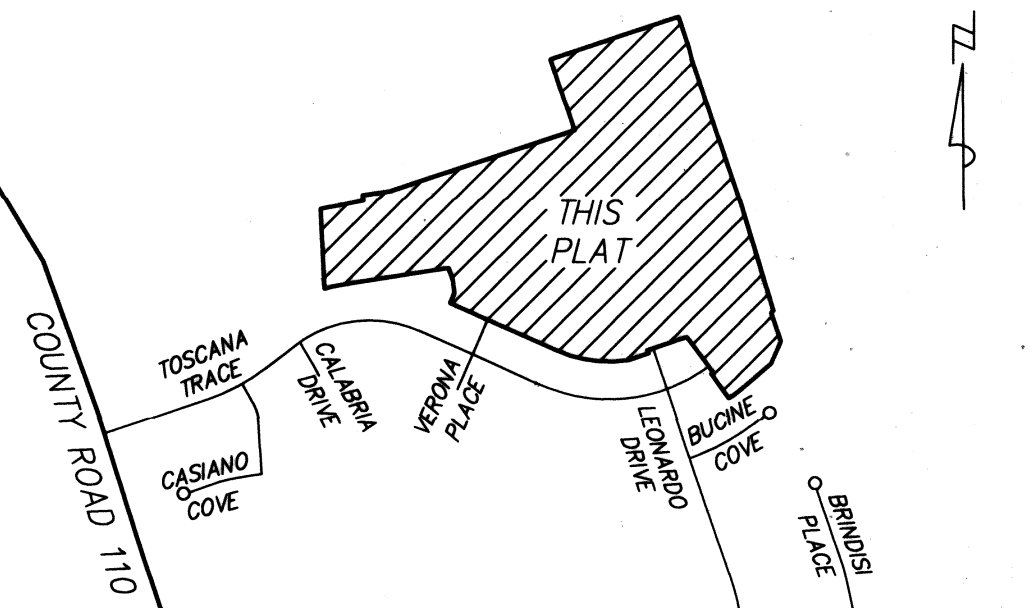 N
THIS
PLAT
COUNTY ROAD 110
TOSCANA
TRACE
CALABRIA
DRIVE
VERONA
PLACE
LEONARDO
DRIVE
BUCINE
COVE
CASIANO
COVE
BRINDISI
PLACE